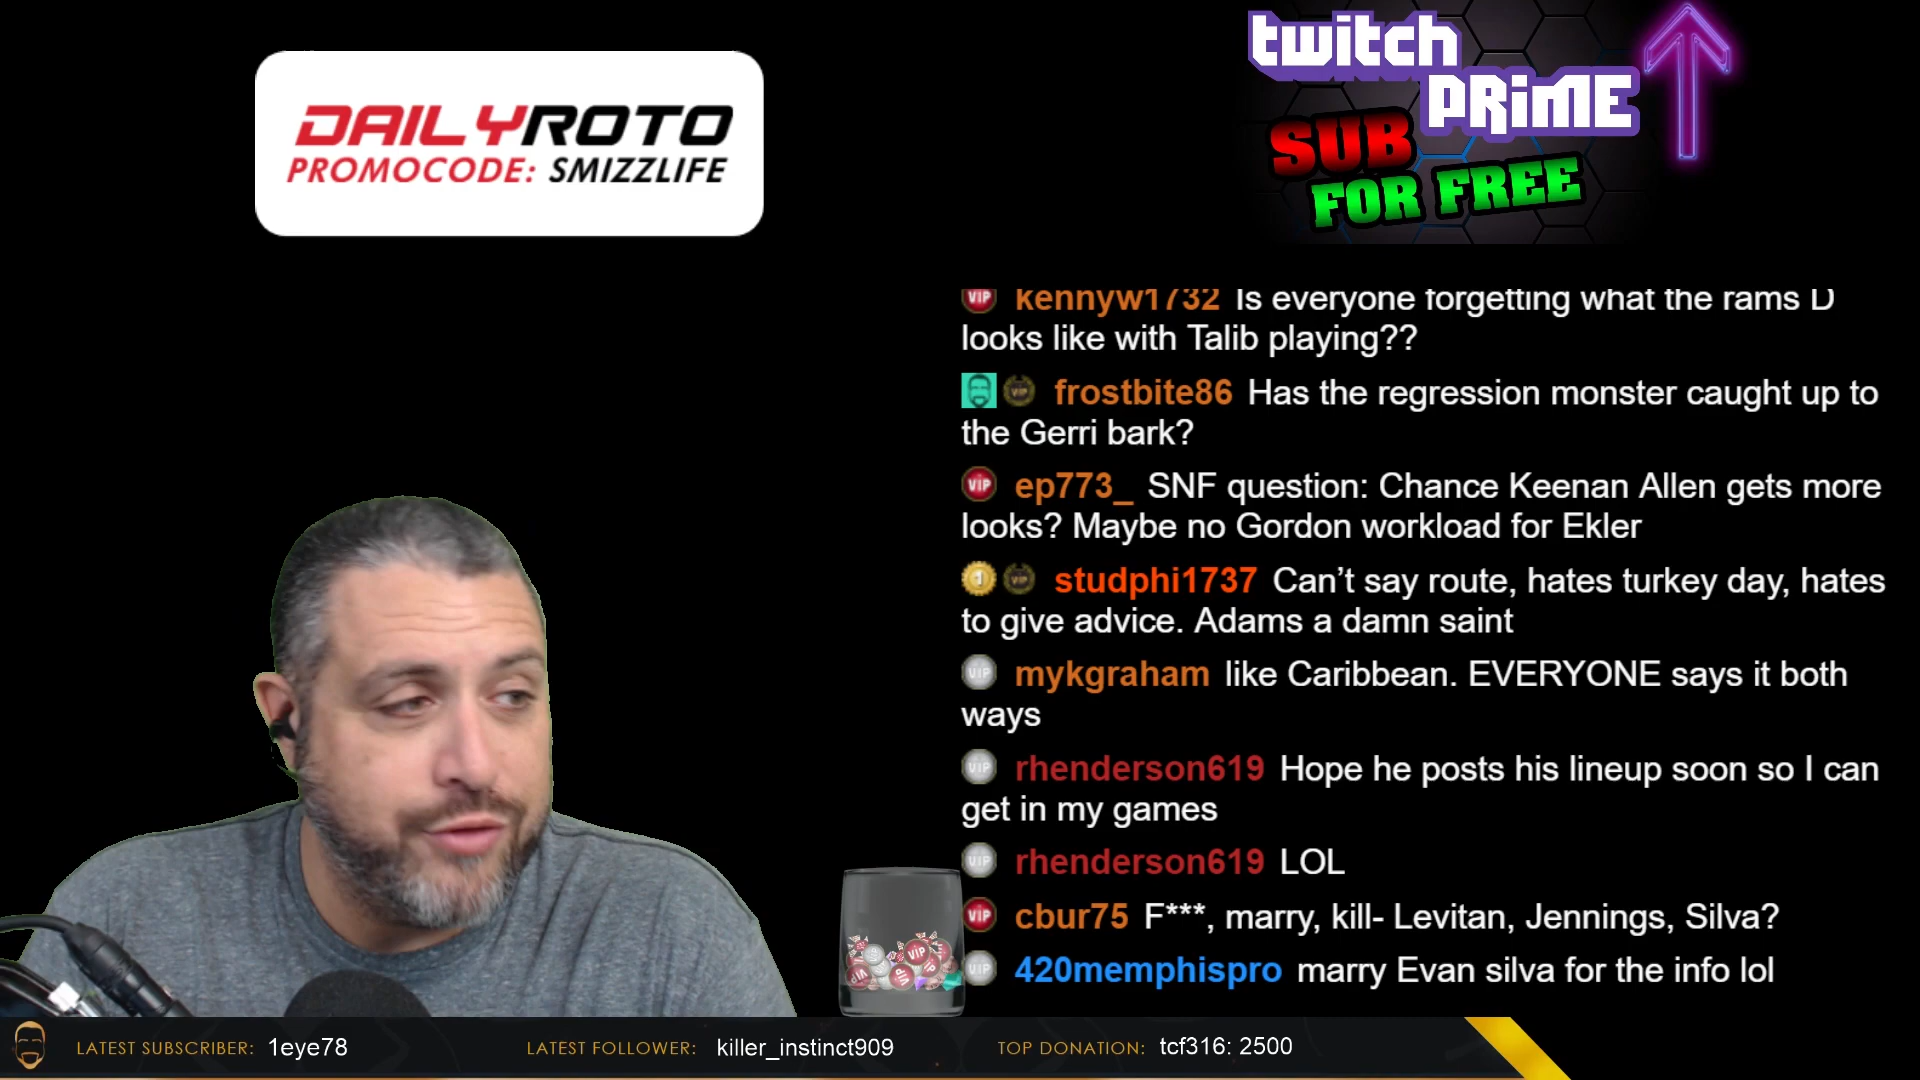 DAILYROTO
PROMOCODE: SMIZZLIFE
twitch
PRiME
SUB
FOR FREE
kennyw1732 Is everyone forgetting what the rams D
looks like with Talib playing??
frostbite86 Has the regression monster caught up to
the Gerri bark?
ep773_ SNF question: Chance Keenan Allen gets more
looks? Maybe no Gordon workload for Ekler
studphi1737 Can’t say route, hates turkey day, hates
to give advice. Adams a damn saint
mykgraham like Caribbean. EVERYONE says it both
ways
rhenderson619 Hope he posts his lineup soon so I can
get in my games
rhenderson619 LOL
cbur75 F***, marry, kill- Levitan, Jennings, Silva?
420memphispro marry Evan silva for the info lol
LATEST SUBSCRIBER: 1eye78
LATEST FOLLOWER: killer_instinct909
TOP DONATION: tcf316: 2500